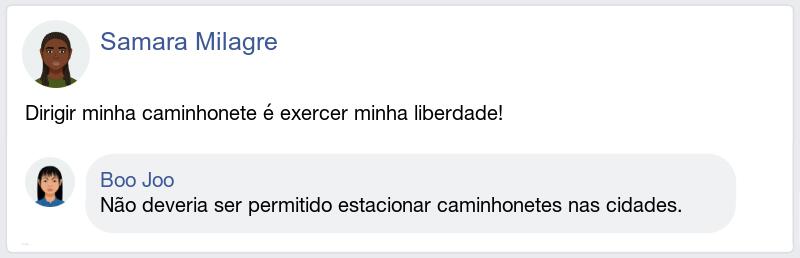 Samara Milagre
Dirigir minha caminhonete é exercer minha liberdade!
Boo Joo
Não deveria ser permitido estacionar caminhonetes nas cidades.